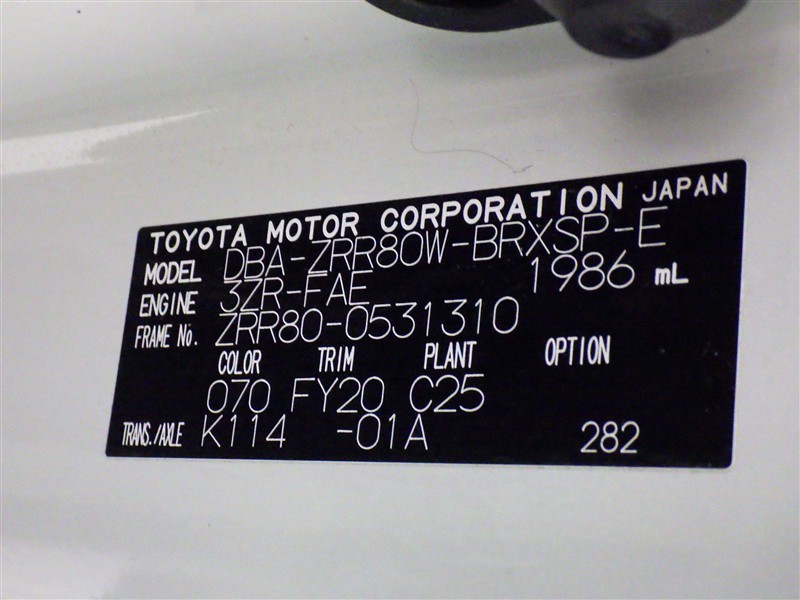 TOYOTA MOTOR CORPORATION JAPAN
MODEL DBA-ZRR80W-BRXSP-E
ENGINE 3ZR-FAE 1986 mL
FRAME No. ZRR80-0531310
COLOR TRIM PLANT OPTION
070 FY20 C25
TRANS./AXLE K114 -01A 282